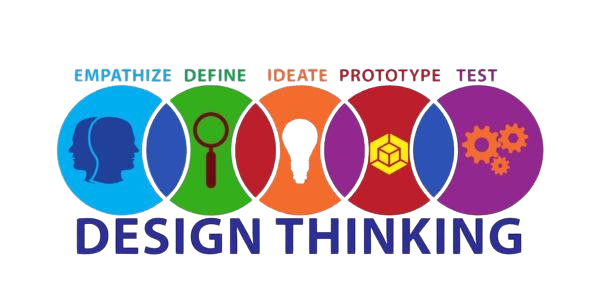 EMPATHIZE DEFINE IDEATE PROTOTYPE TEST
DESIGN THINKING